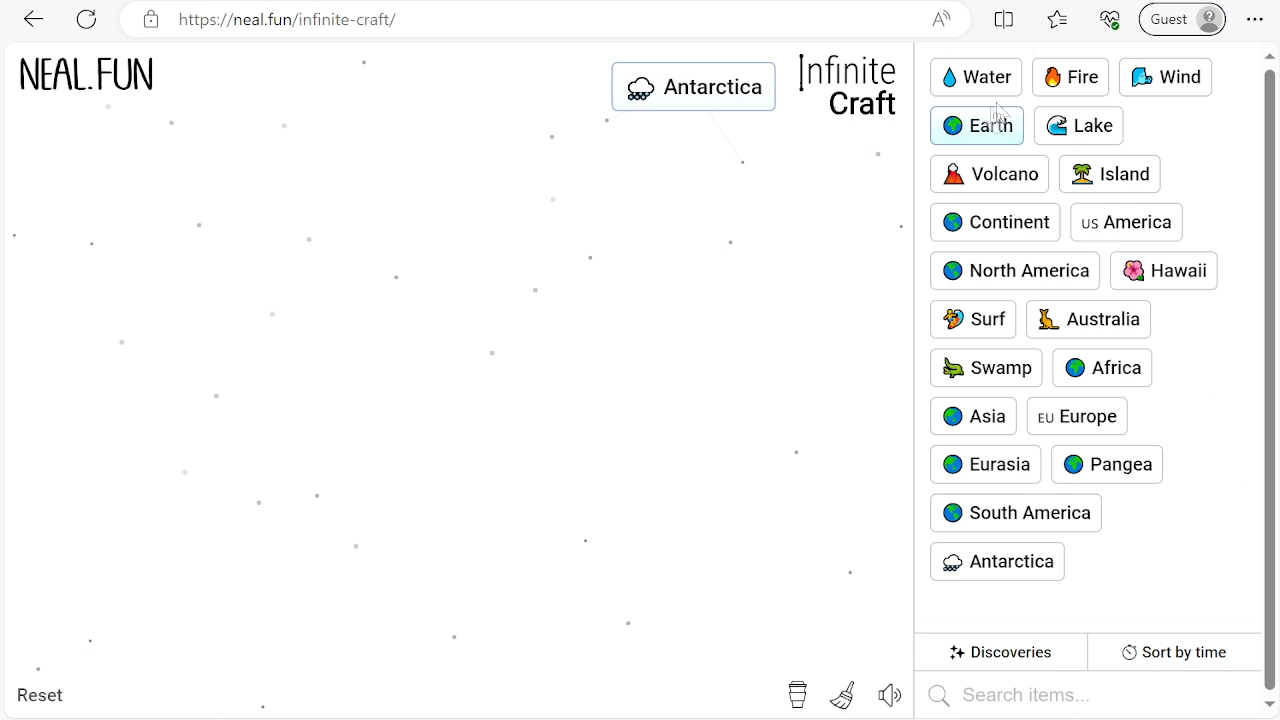 https://neal.fun/infinite-craft/
Guest
NEAL.FUN
Antarctica
Infinite
Craft
Water Fire Wind
Earth Lake
Volcano Island
Continent US America
North America Hawaii
Surf Australia
Swamp Africa
Asia EU Europe
Eurasia Pangea
South America
Antarctica
Discoveries Sort by time
Reset
Search items...